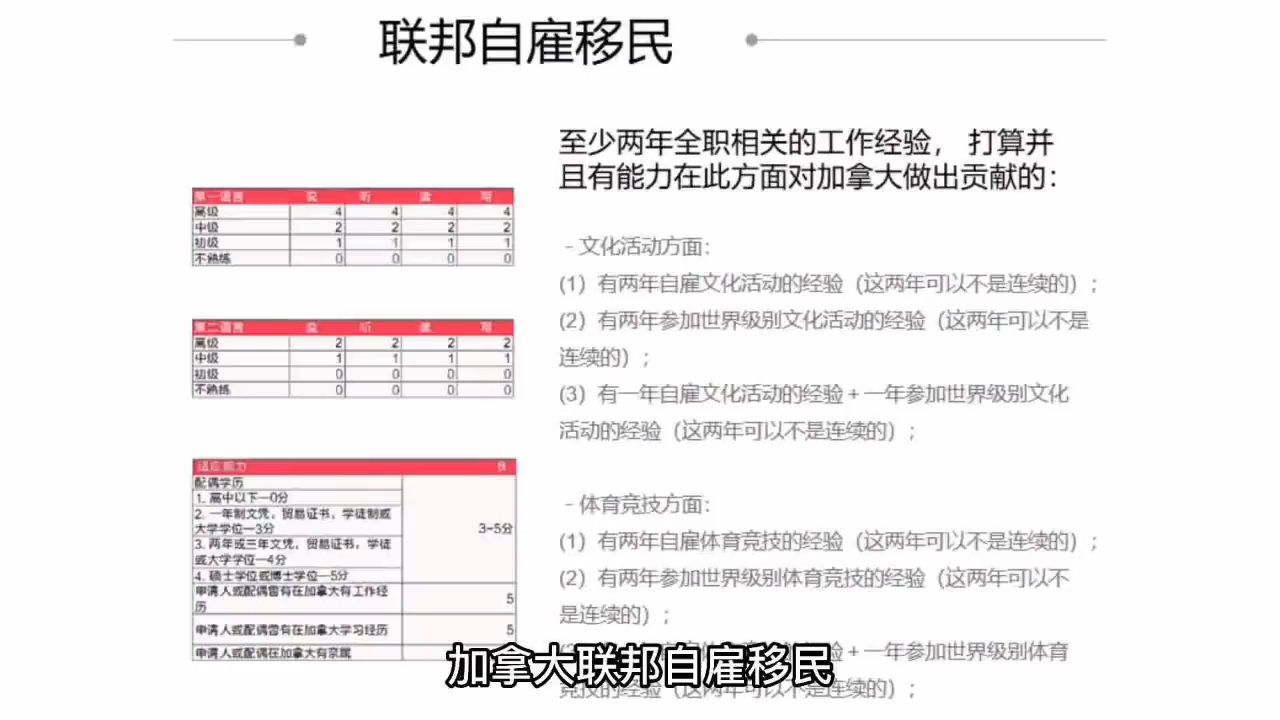 联邦自雇移民
至少两年全职相关的工作经验， 打算并
且有能力在此方面对加拿大做出贡献的：
第一语言 说 听 读 写
高级 4 4 4 4
中级 2 2 2 2
初级 1 1 1 1
不熟练 0 0 0 0
第二语言 说 听 读 写
高级 2 2 2 2
中级 1 1 1 1
初级 0 0 0 0
不熟练 0 0 0 0
适应能力
配偶学历
1. 高中以下—0分
2. 一年制文凭，贸易证书，学徒制或
大学学位—3分
3. 两年或三年文凭，贸易证书，学徒
或大学学位—4分
4. 硕士学位或博士学位—5分
3-5分
申请人或配偶曾有在加拿大有工作经
历 5
申请人或配偶曾有在加拿大学习经历 5
申请人或配偶在加拿大有亲属
－文化活动方面：
(1）有两年自雇文化活动的经验（这两年可以不是连续的）；
(2）有两年参加世界级别文化活动的经验（这两年可以不是
连续的）；
(3）有一年自雇文化活动的经验＋一年参加世界级别文化
活动的经验（这两年可以不是连续的）；
－体育竞技方面：
(1）有两年自雇体育竞技的经验（这两年可以不是连续的）；
(2）有两年参加世界级别体育竞技的经验（这两年可以不
是连续的）；
＋一年参加世界级别体育
竞技的经验（这两年可以不是连续的）；
加拿大联邦自雇移民